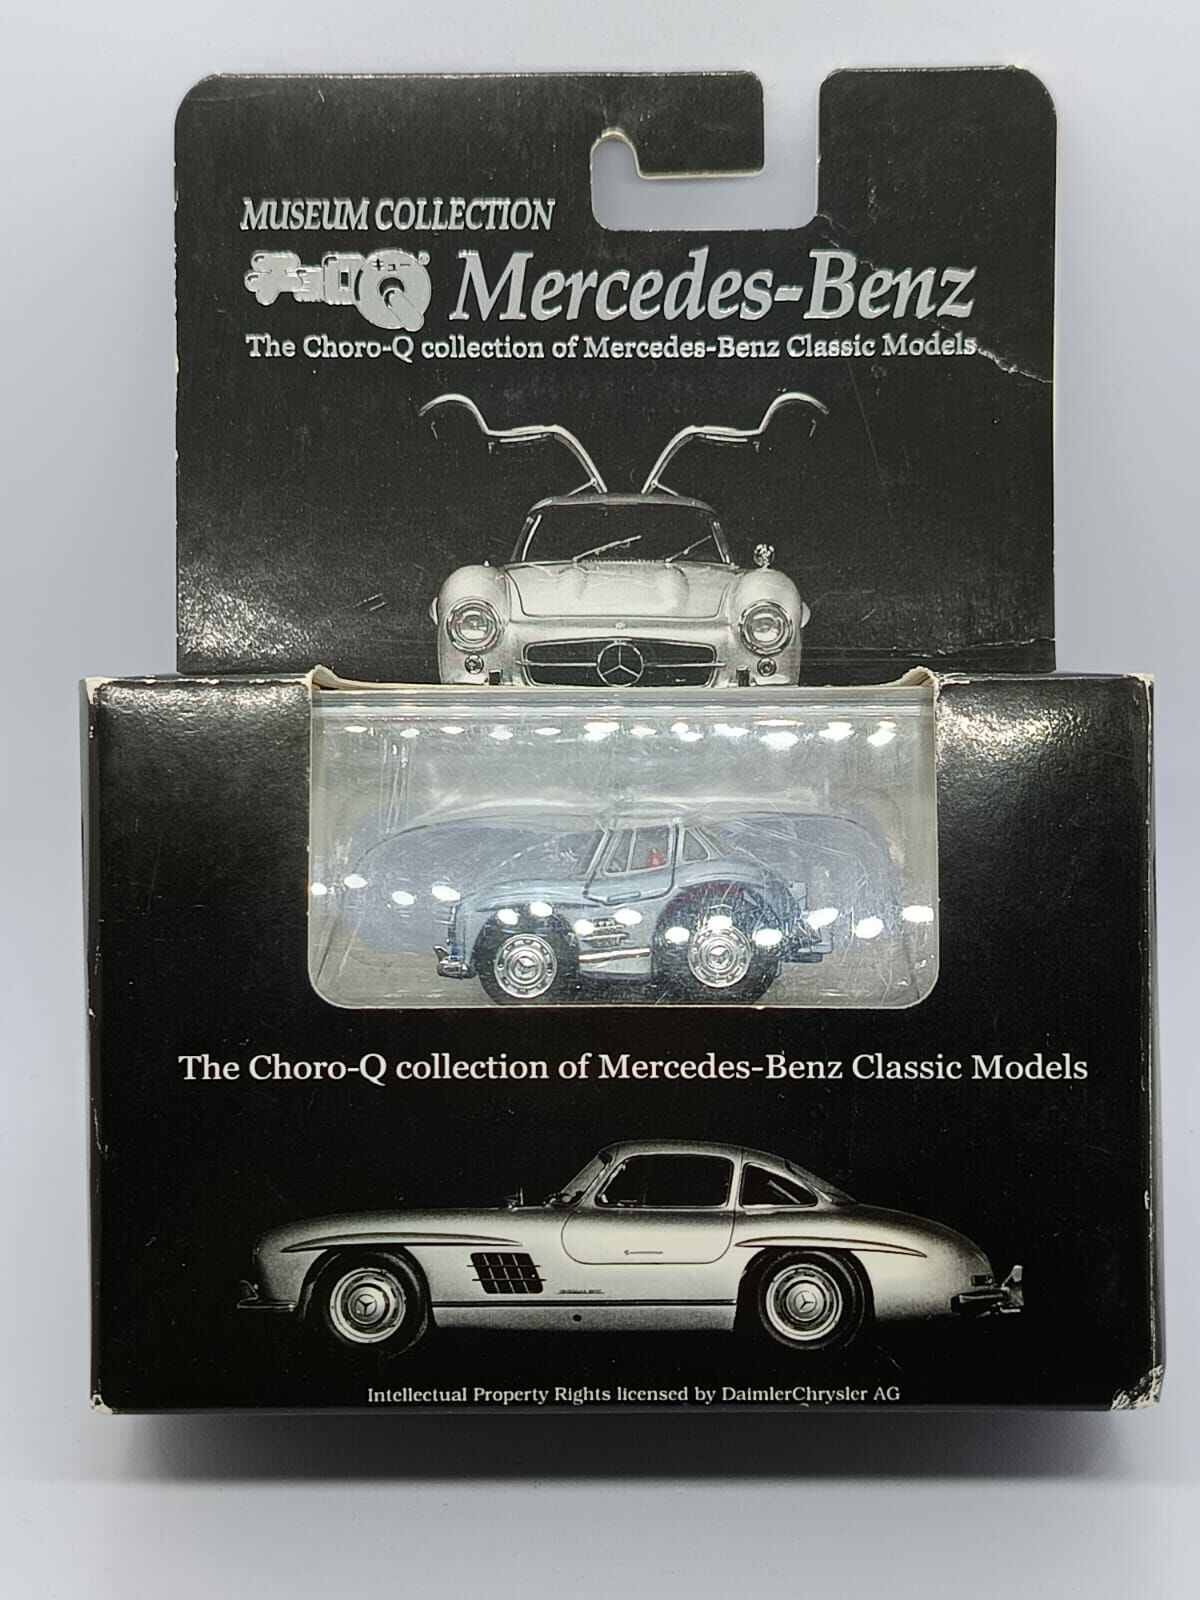 MUSEUM COLLECTION
チョロQ Mercedes-Benz
The Choro-Q collection of Mercedes-Benz Classic Models
The Choro-Q collection of Mercedes-Benz Classic Models
Intellectual Property Rights licensed by DaimlerChrysler AG